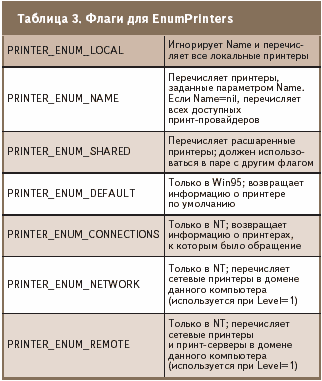 Таблица 3. Флаги для EnumPrinters
PRINTER_ENUM_LOCAL
Игнорирует Name и перечис-
ляет все локальные принтеры
PRINTER_ENUM_NAME
Перечисляет принтеры,
заданные параметром Name.
Если Name=nil, перечисляет
всех доступных
принт-провайдеров
PRINTER_ENUM_SHARED
Перечисляет расшаренные
принтеры; должен использо-
ваться в паре с другим флагом
PRINTER_ENUM_DEFAULT
Только в Win95; возвращает
информацию о принтере
по умолчанию
PRINTER_ENUM_CONNECTIONS
Только в NT; возвращает
информацию о принтерах,
к которым было обращение
PRINTER_ENUM_NETWORK
Только в NT; перечисляет
сетевые принтеры в домене
данного компьютера
(используется при Level=1)
PRINTER_ENUM_REMOTE
Только в NT; перечисляет
сетевые принтеры
и принт-серверы в домене
данного компьютера
(используется при Level=1)